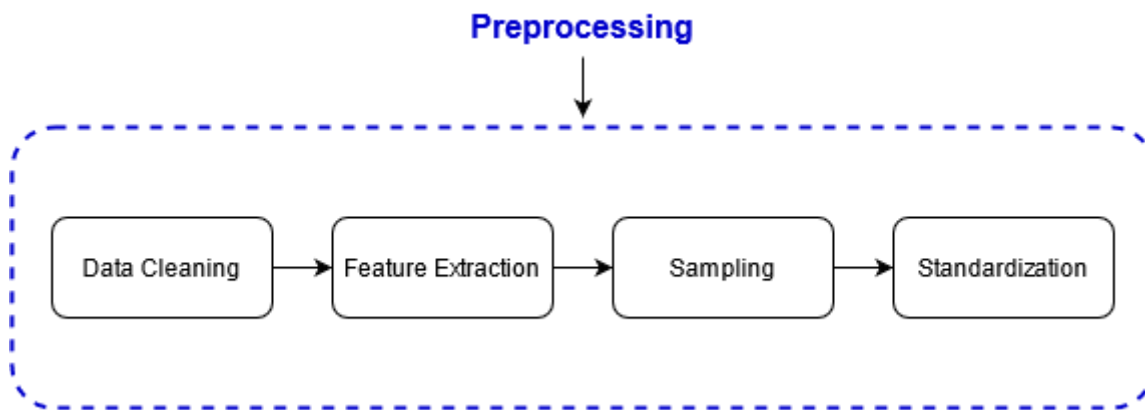 Preprocessing
Data Cleaning
Feature Extraction
Sampling
Standardization